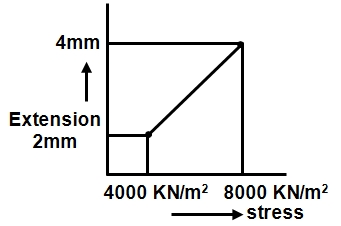 4mm
Extension
2mm
4000 KN/m² 8000 KN/m²
stress